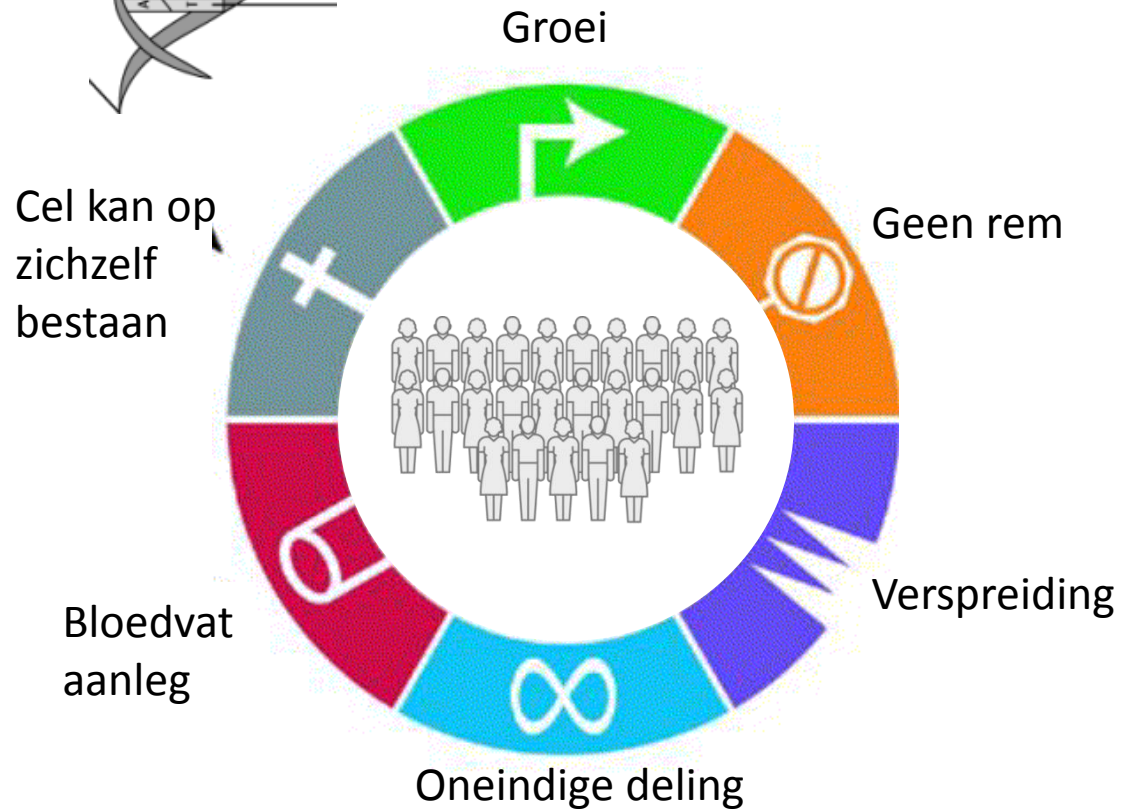 A
T
Groei
Cel kan op
zichzelf
bestaan
Geen rem
Verspreiding
Bloedvat
aanleg
Oneindige deling